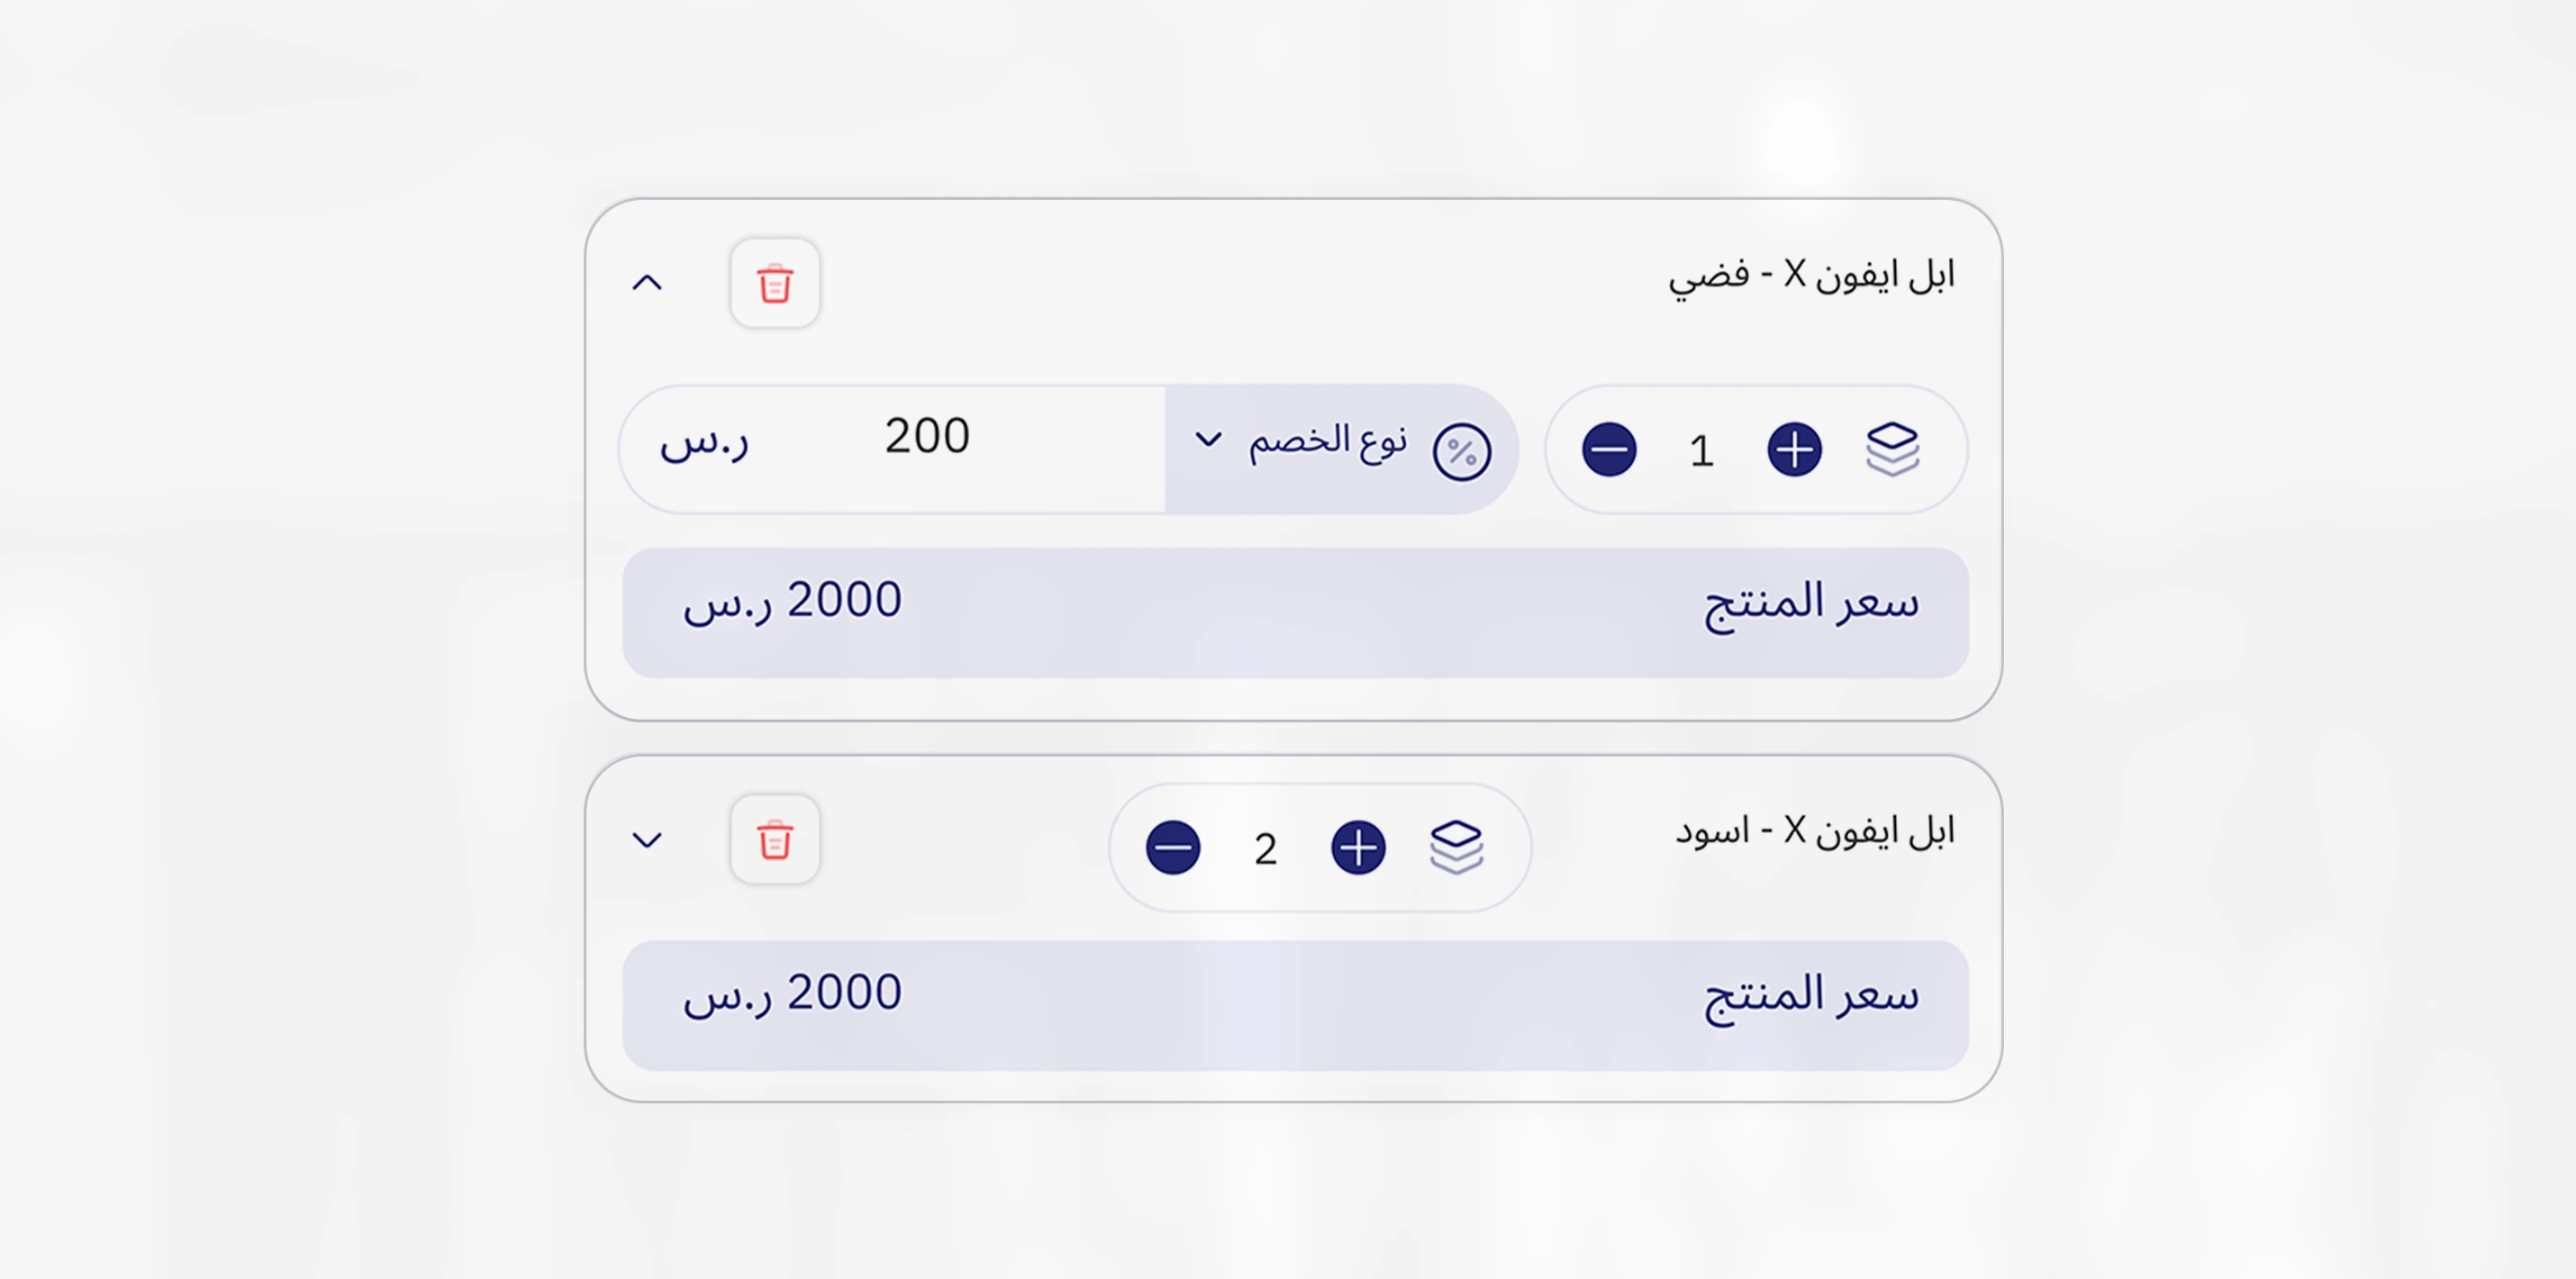 ابل ايفون X - فضي
1 نوع الخصم 200 ر.س
سعر المنتج 2000 ر.س
ابل ايفون X - اسود 2
سعر المنتج 2000 ر.س